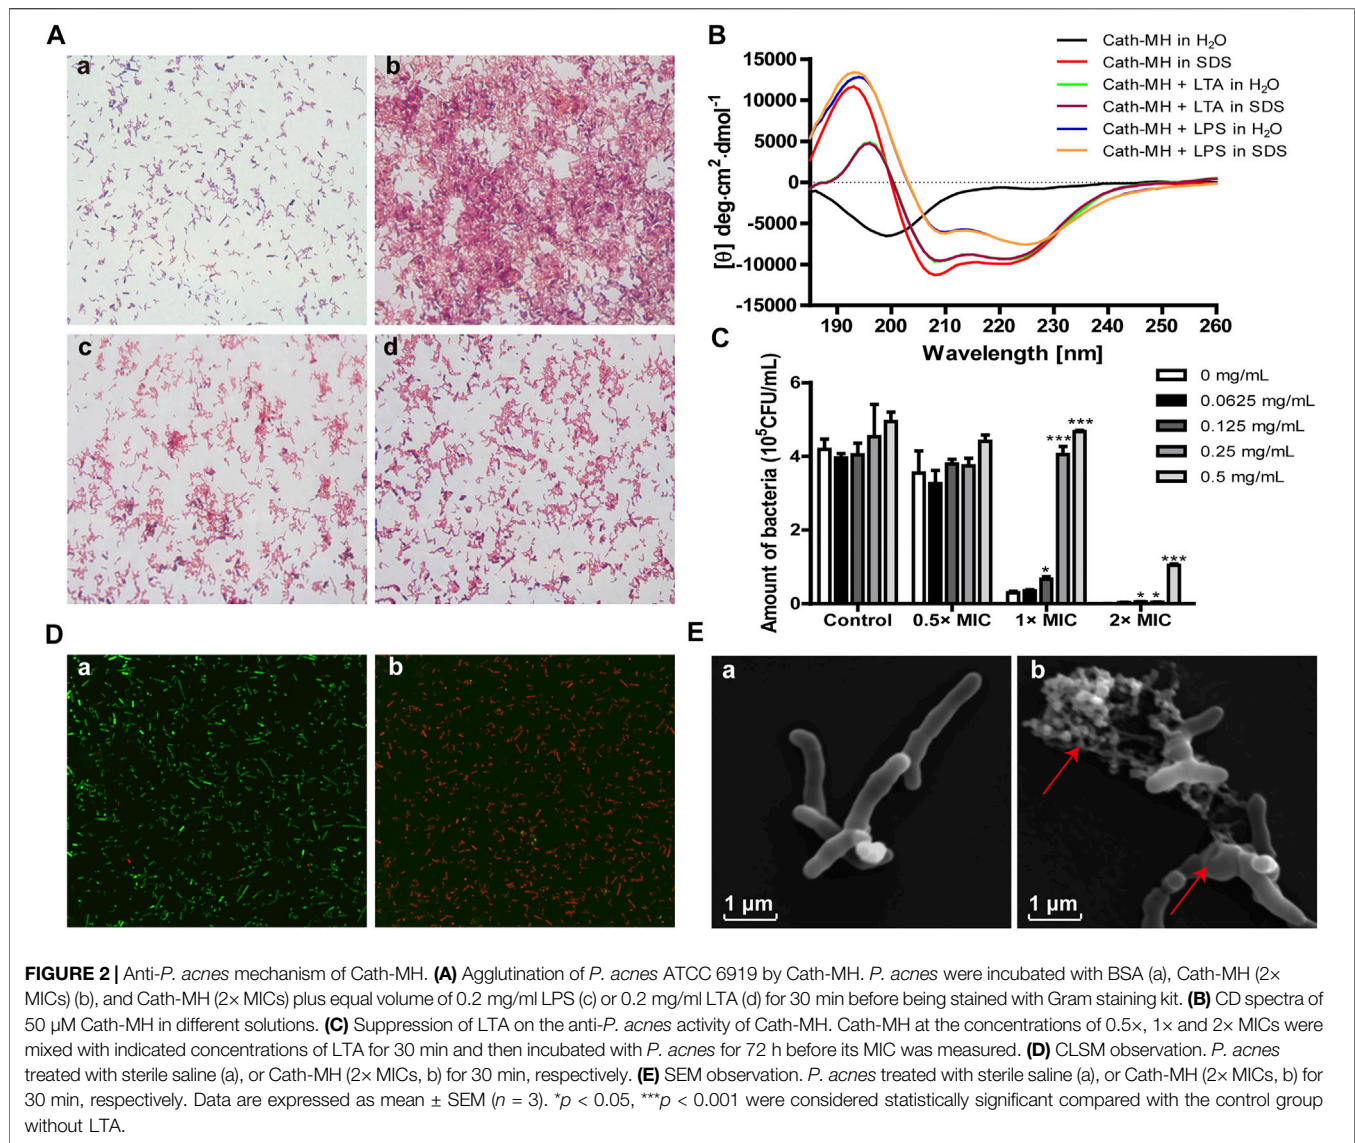 A
a
b
c
d
B
Cath-MH in H₂O
Cath-MH in SDS
Cath-MH + LTA in H₂O
Cath-MH + LTA in SDS
Cath-MH + LPS in H₂O
Cath-MH + LPS in SDS
[θ] deg·cm²·dmol⁻¹
15000
10000
5000
0
-5000
-10000
-15000
190 200 210 220 230 240 250 260
Wavelength [nm]
C
Amount of bacteria (10⁵CFU/mL)
6
4
2
0
*** ***
*
* * ***
Control 0.5× MIC 1× MIC 2× MIC
0 mg/mL
0.0625 mg/mL
0.125 mg/mL
0.25 mg/mL
0.5 mg/mL
D
a
b
E
a
1 µm
b
1 µm
FIGURE 2 | Anti-P. acnes mechanism of Cath-MH. (A) Agglutination of P. acnes ATCC 6919 by Cath-MH. P. acnes were incubated with BSA (a), Cath-MH (2×
MICs) (b), and Cath-MH (2× MICs) plus equal volume of 0.2 mg/ml LPS (c) or 0.2 mg/ml LTA (d) for 30 min before being stained with Gram staining kit. (B) CD spectra of
50 µM Cath-MH in different solutions. (C) Suppression of LTA on the anti-P. acnes activity of Cath-MH. Cath-MH at the concentrations of 0.5×, 1× and 2× MICs were
mixed with indicated concentrations of LTA for 30 min and then incubated with P. acnes for 72 h before its MIC was measured. (D) CLSM observation. P. acnes
treated with sterile saline (a), or Cath-MH (2× MICs, b) for 30 min, respectively. (E) SEM observation. P. acnes treated with sterile saline (a), or Cath-MH (2× MICs, b) for
30 min, respectively. Data are expressed as mean ± SEM (n = 3). *p < 0.05, ***p < 0.001 were considered statistically significant compared with the control group
without LTA.